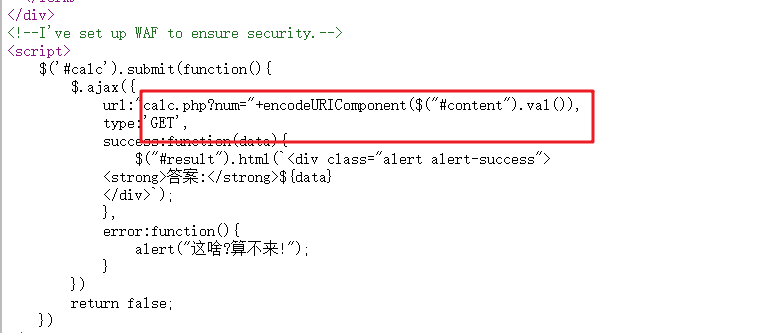 </div>
<!--I've set up WAF to ensure security.-->
<script>
$('#calc').submit(function(){
$.ajax({
url:"calc.php?num="+encodeURIComponent($("#content").val()),
type:'GET',
success:function(data){
$("#result").html(`<div class="alert alert-success">
<strong>答案:</strong>${data}
</div>`);
},
error:function(){
alert("这啥?算不来!");
}
})
return false;
})